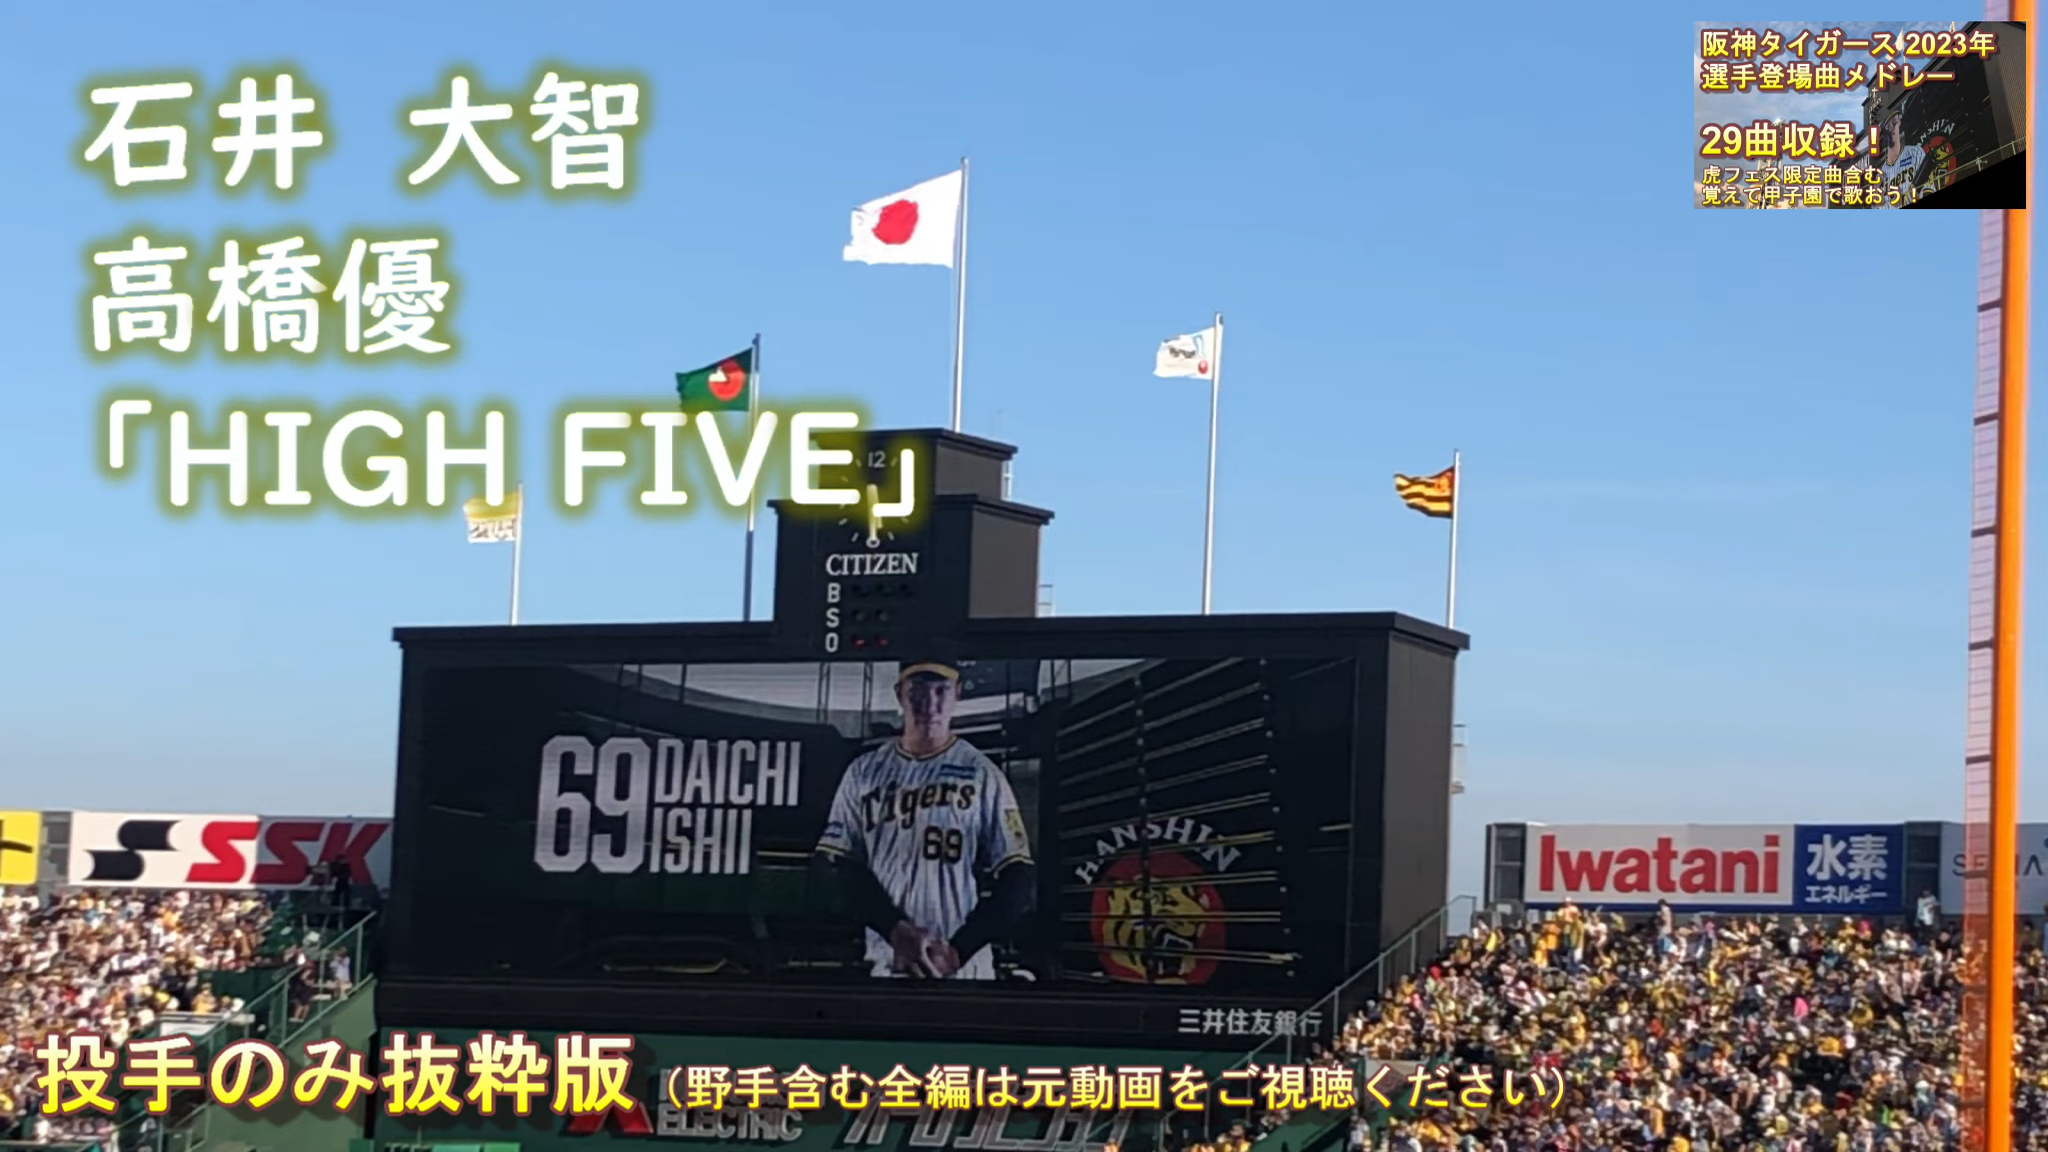 石井 大智
高橋優
「HIGH FIVE」
阪神タイガース 2023年
選手登場曲メドレー
29曲収録！
虎フェス限定曲含む
覚えて甲子園で歌おう！
12
CITIZEN
B
S
O
69 DAICHI
ISHII
Tigers
69
HANSHIN
SSK
Iwatani
水素
エネルギー
三井住友銀行
投手のみ抜粋版（野手含む全編は元動画をご視聴ください）
ELECTRIC